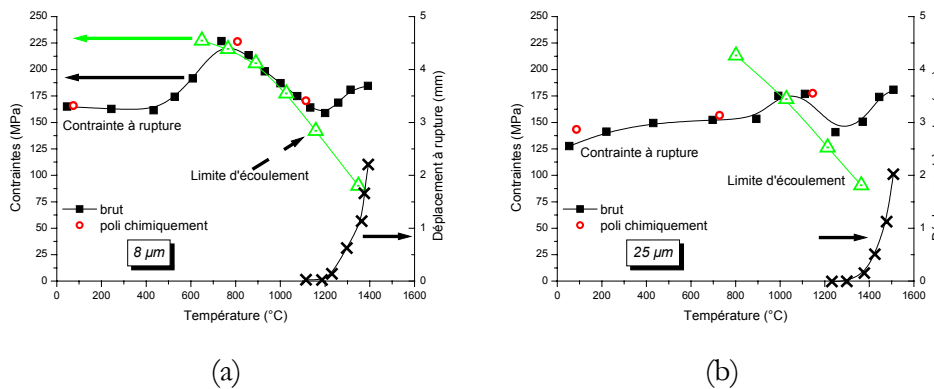 Contraintes (MPa)
250
225
200
175
150
125
100
75
50
25
0
0 200 400 600 800 1000 1200 1400 1600
Température (°C)
5
4
3
2
1
0
Déplacement à rupture (mm)
Contrainte à rupture
Limite d'écoulement
brut
poli chimiquement
8 µm
(a)
Contraintes (MPa)
250
225
200
175
150
125
100
75
50
25
0
0 200 400 600 800 1000 1200 1400 1600
Température (°C)
5
4
3
2
1
0
Contrainte à rupture
Limite d'écoulement
brut
poli chimiquement
25 µm
(b)